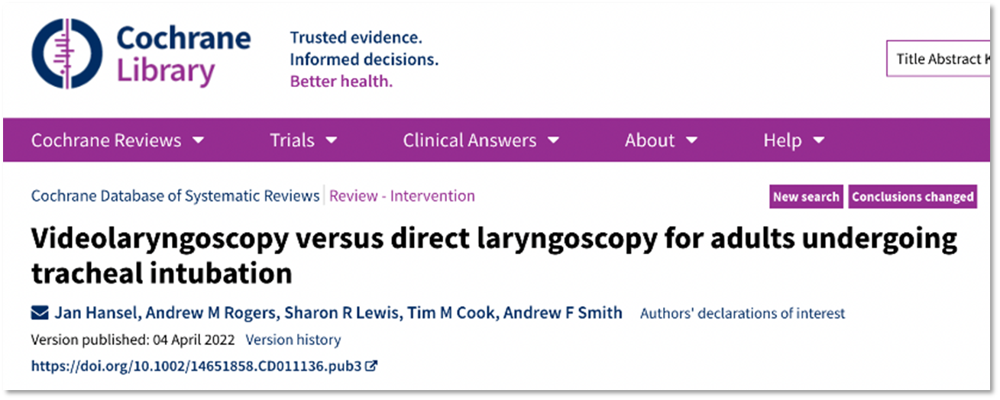 Cochrane
Library
Trusted evidence.
Informed decisions.
Better health.
Title Abstract
Cochrane Reviews Trials Clinical Answers About Help
Cochrane Database of Systematic Reviews Review - Intervention
New search Conclusions changed
Videolaryngoscopy versus direct laryngoscopy for adults undergoing
tracheal intubation
Jan Hansel, Andrew M Rogers, Sharon R Lewis, Tim M Cook, Andrew F Smith Authors' declarations of interest
Version published: 04 April 2022 Version history
https://doi.org/10.1002/14651858.CD011136.pub3